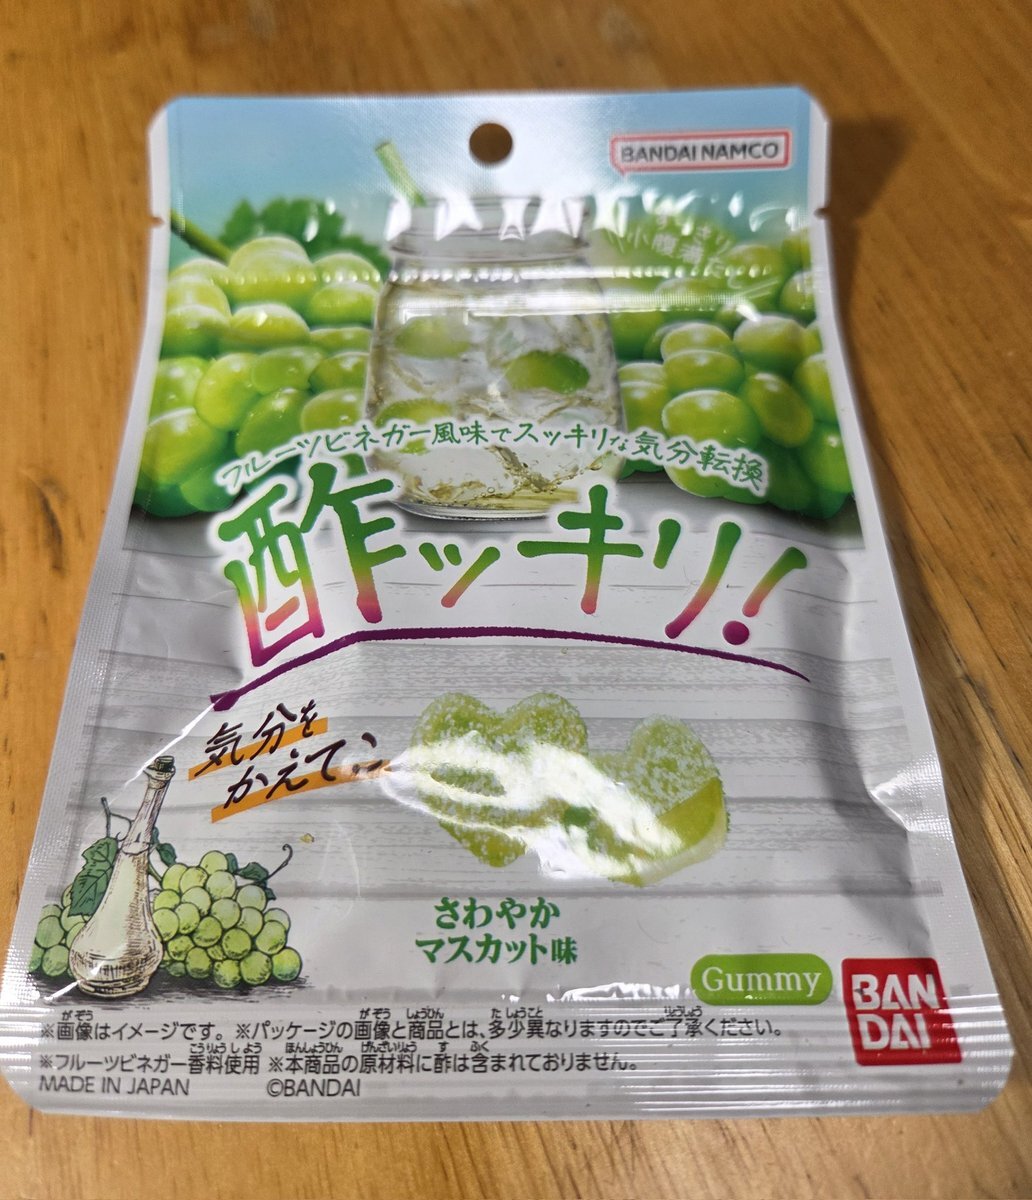 BANDAI NAMCO
小腹満
フルーツビネガー風味でスッキリな気分転換
酢ッキリ!
気分を
かえて
さわやか
マスカット味
Gummy
BAN
DAI
※画像はイメージです。※パッケージの画像と商品とは、多少異なりますのでご了承ください。
※フルーツビネガー香料使用 ※本商品の原材料に酢は含まれておりません。
MADE IN JAPAN ©BANDAI